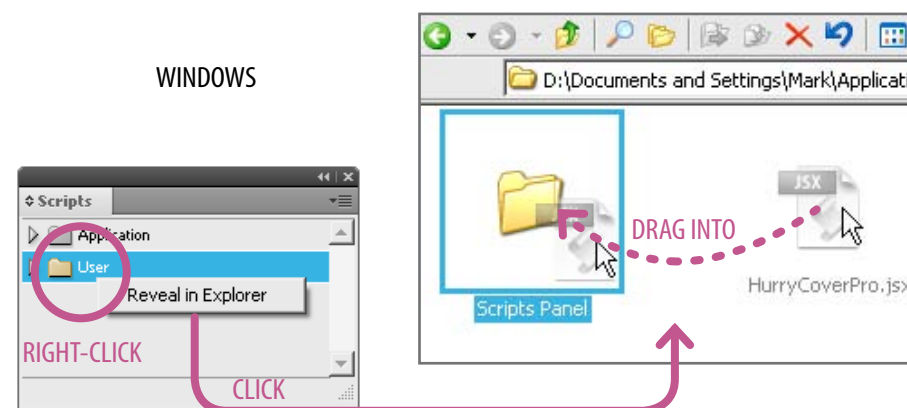 WINDOWS
D:\Documents and Settings\Mark\Applicati
Scripts
Application
User
Reveal in Explorer
RIGHT-CLICK
CLICK
JSX
DRAG INTO
Scripts Panel
HurryCoverPro.jsx